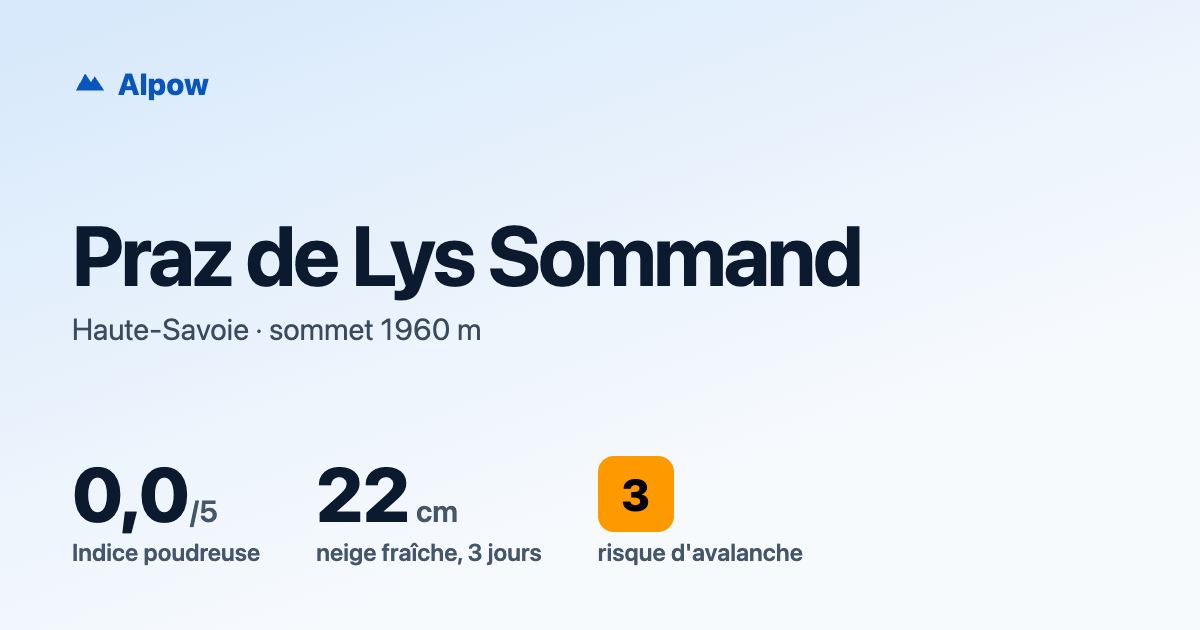 Alpow
Praz de Lys Sommand
Haute-Savoie · sommet 1960 m
0,0/5
Indice poudreuse
22 cm
neige fraîche, 3 jours
3
risque d'avalanche